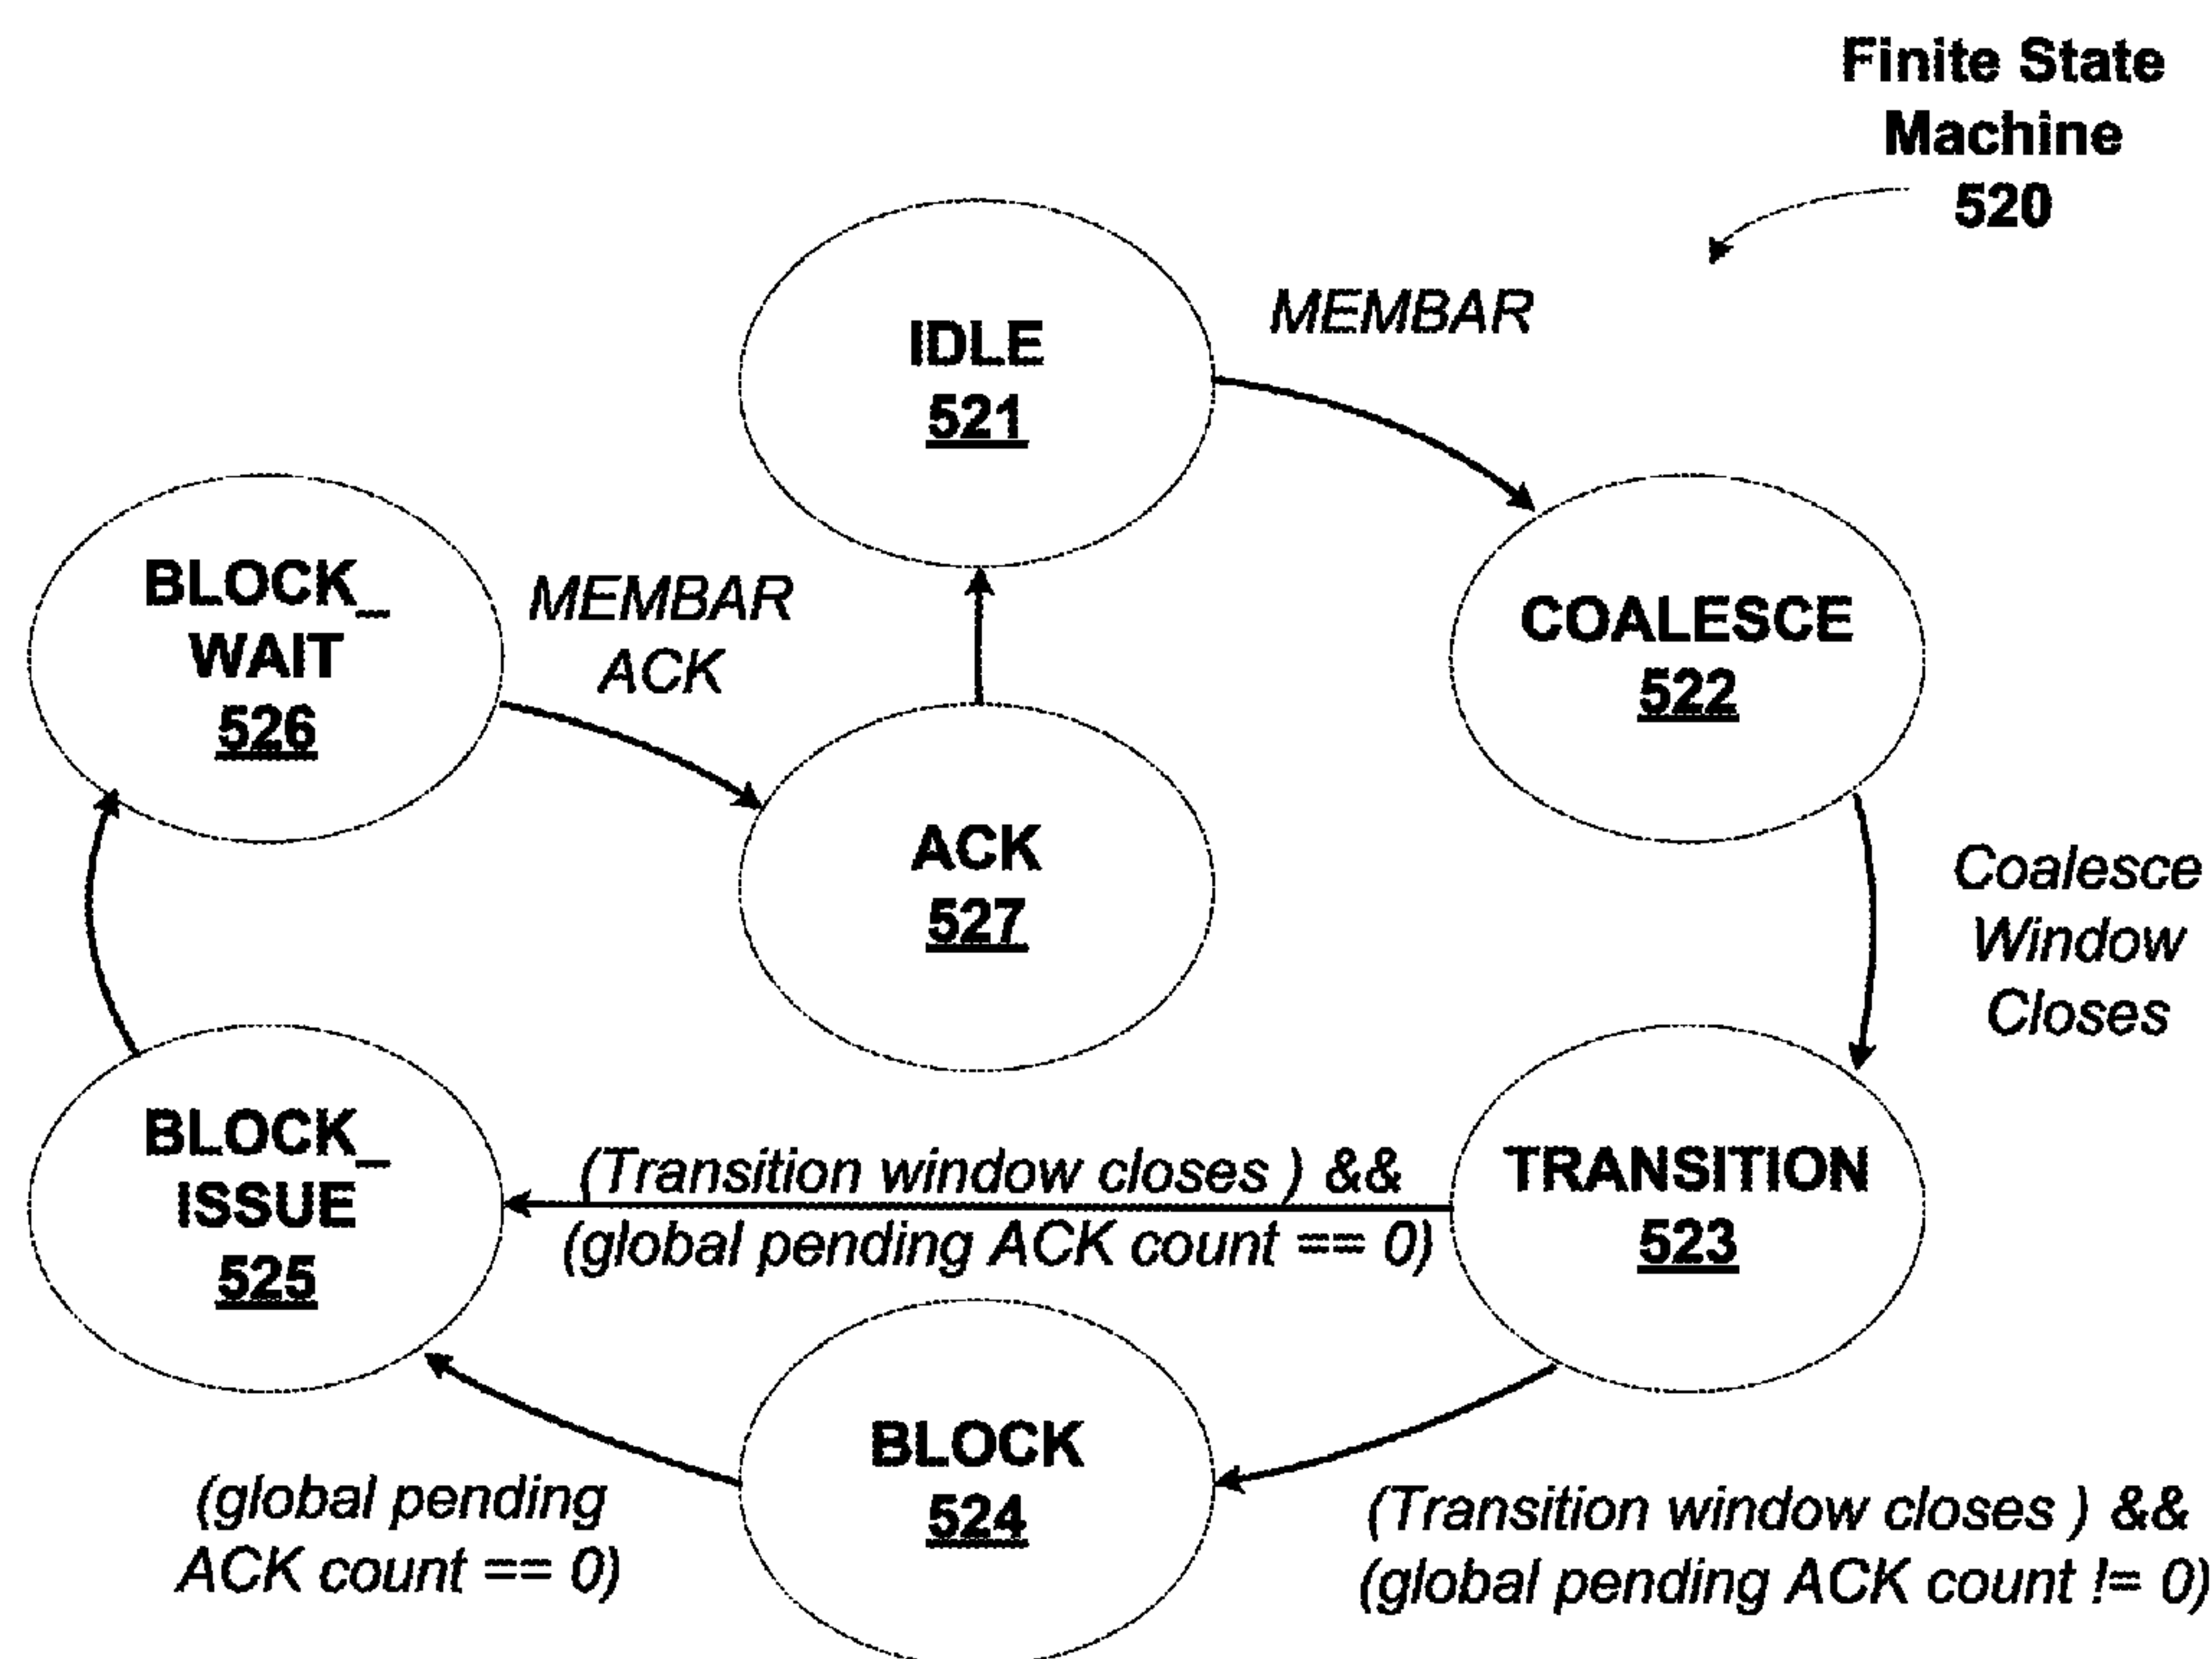 Finite State
Machine
520
IDLE
521
MEMBAR
COALESCE
522
BLOCK_
WAIT
526
MEMBAR
ACK
ACK
527
Coalesce
Window
Closes
BLOCK_
ISSUE
525
(Transition window closes ) &&
(global pending ACK count == 0)
TRANSITION
523
BLOCK
524
(global pending
ACK count == 0)
(Transition window closes ) &&
(global pending ACK count != 0)